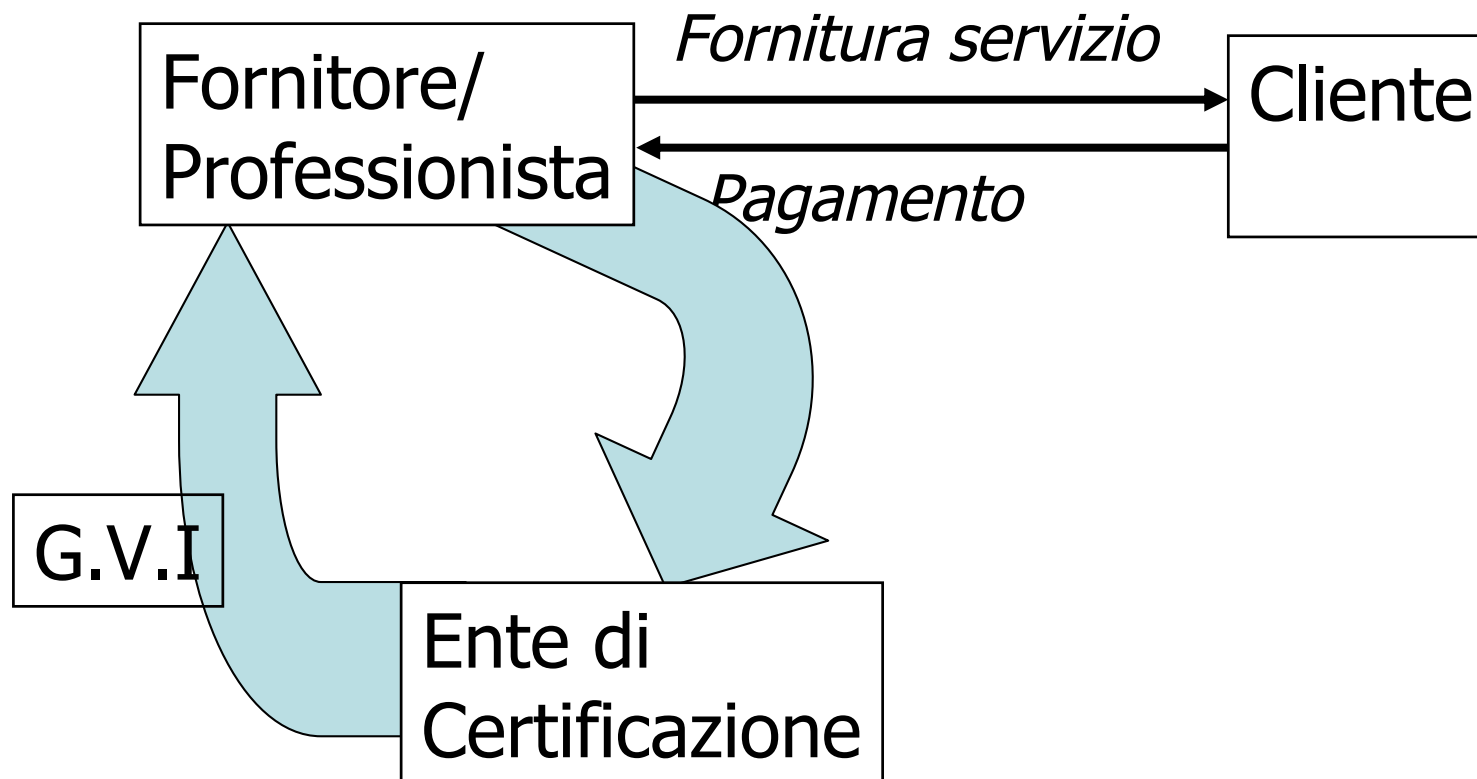 Fornitura servizio
Fornitore/
Professionista
Cliente
Pagamento
G.V.I
Ente di
Certificazione